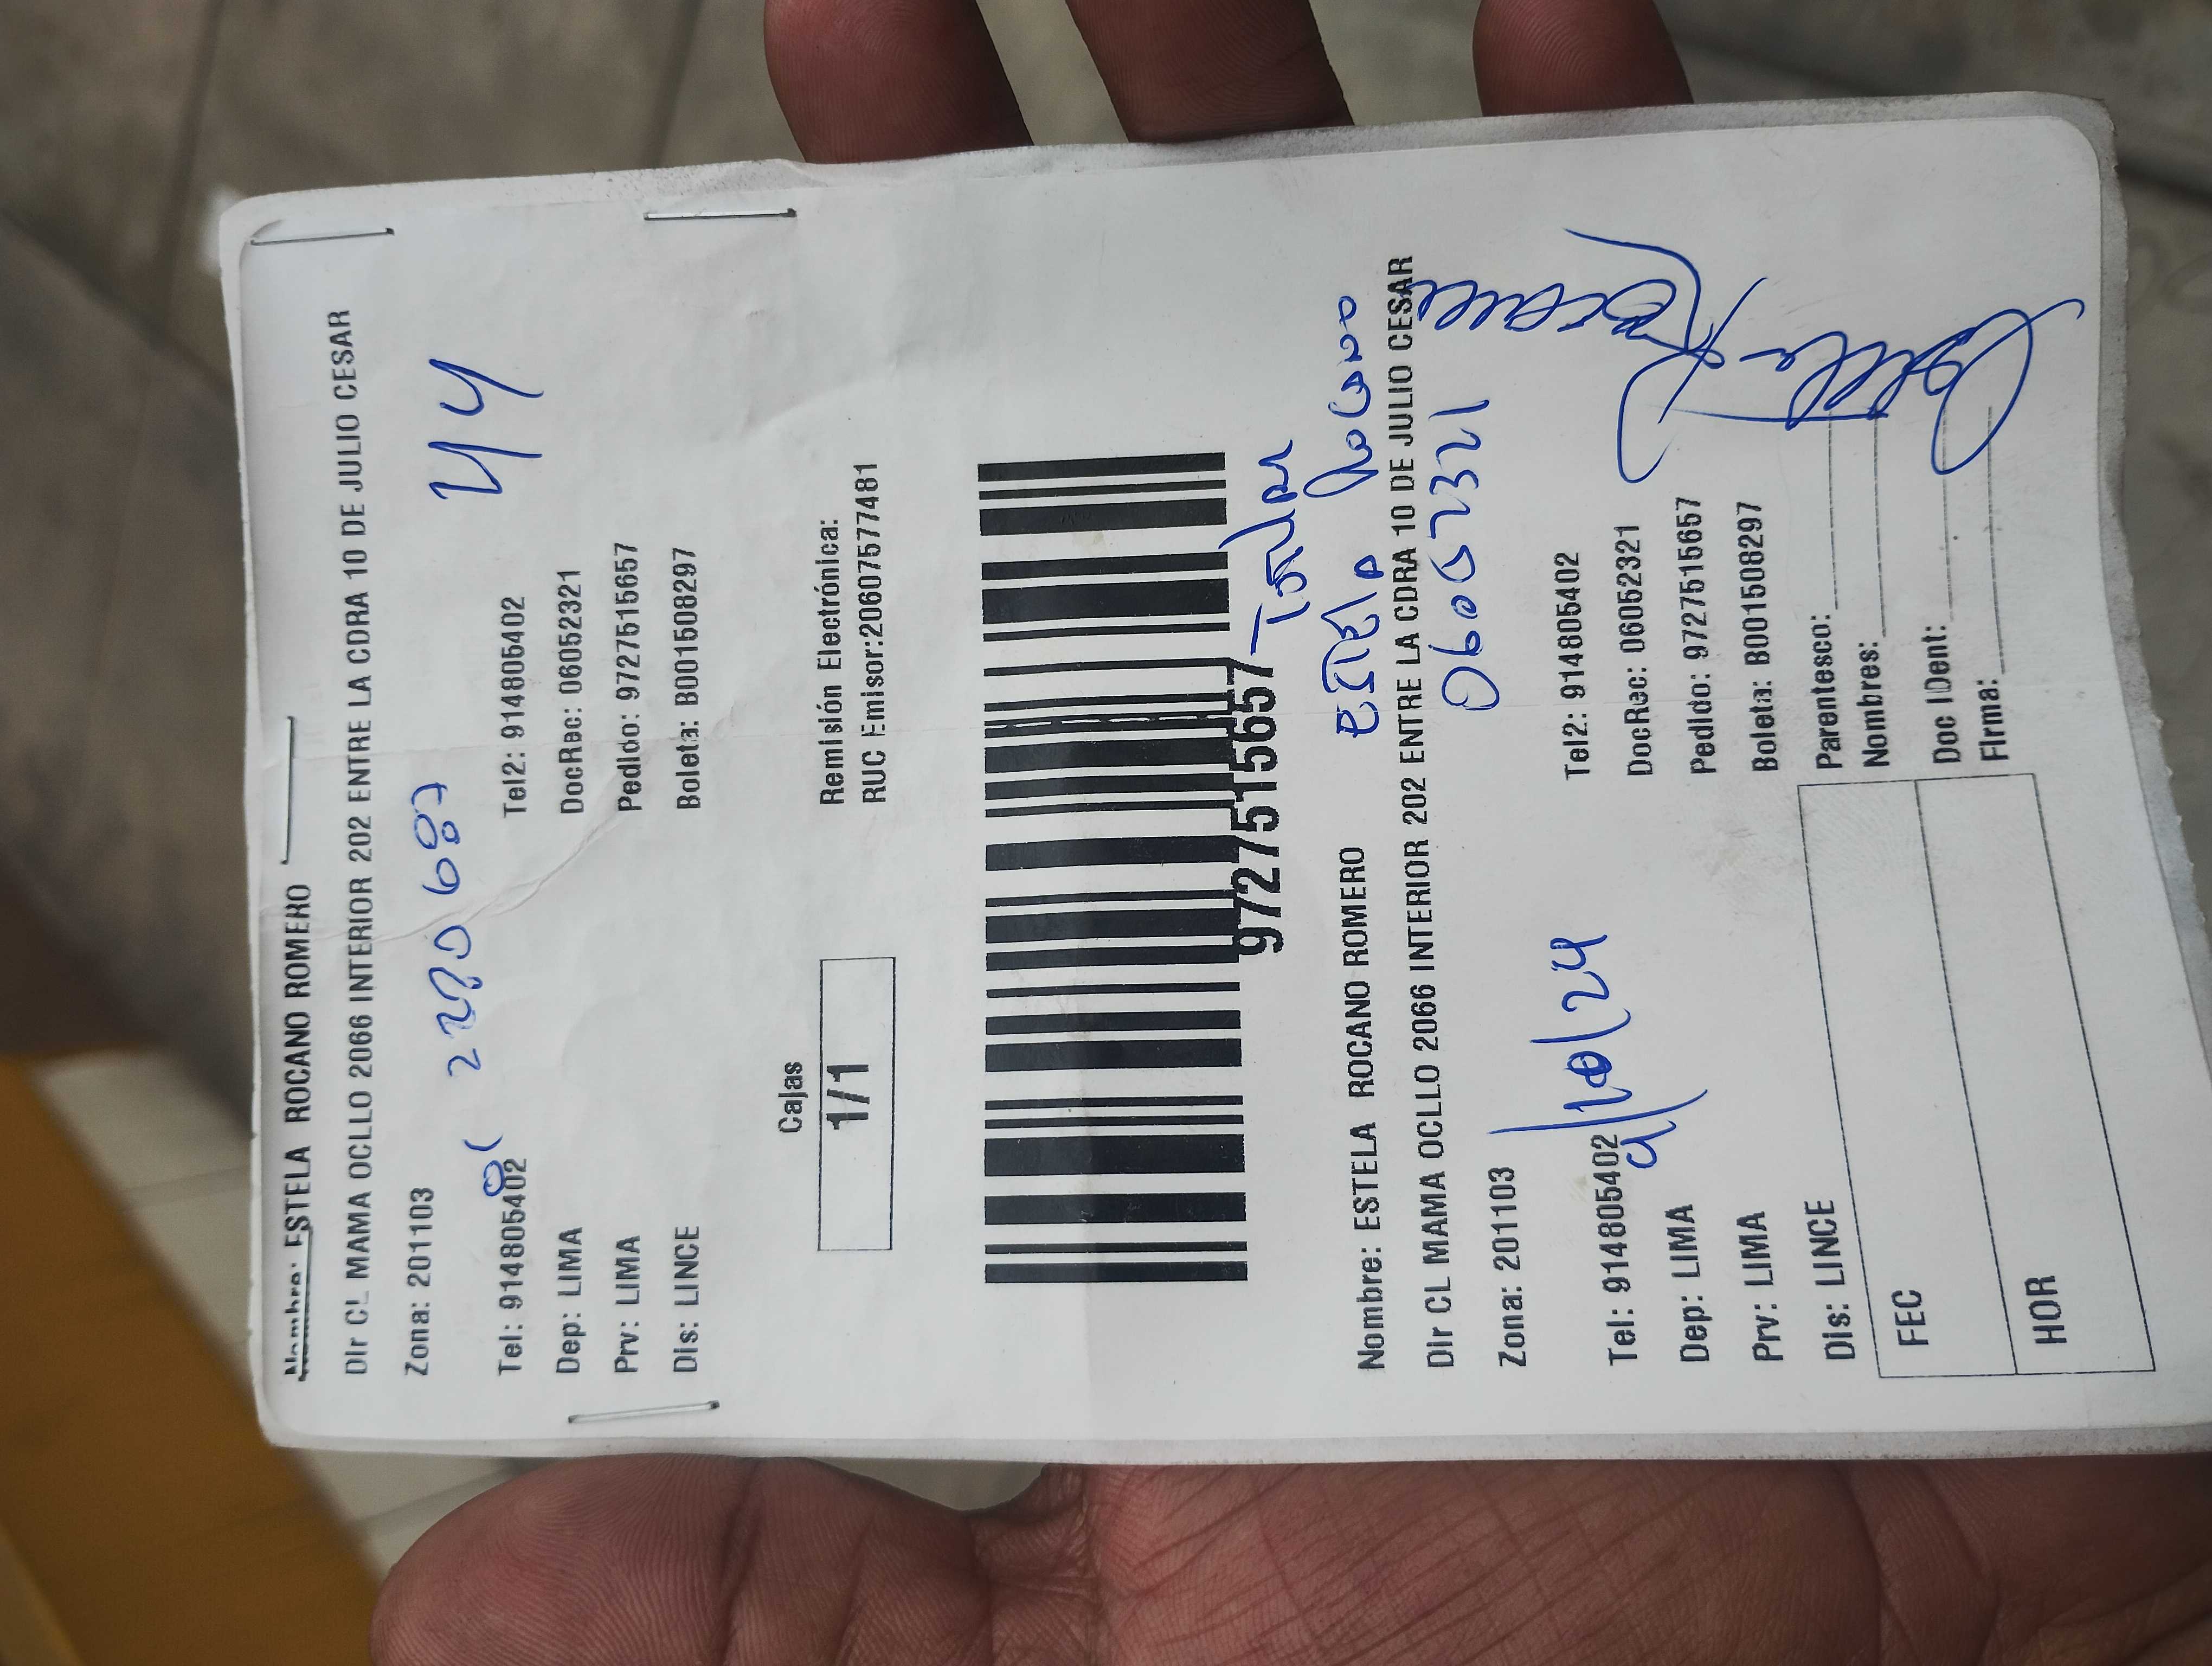 Nombre: ESTELA ROCANO ROMERO
Dir CL MAMA OCLLO 2066 INTERIOR 202 ENTRE LA CDRA 10 DE JULIO CESAR
Zona: 201103
44
Tel: 914805402 Tel2: 914805402
Dep: LIMA DocRec: 06052321
Prv: LIMA Pedido: 9727515657
Dis: LINCE Boleta: B001508297
Cajas Remisión Electrónica:
1/1 RUC Emisor:20607577481
9727515657
Titular
Estela Rocano
Nombre: ESTELA ROCANO ROMERO
Dir CL MAMA OCLLO 2066 INTERIOR 202 ENTRE LA CDRA 10 DE JULIO CESAR
06052321
Zona: 201103
9/10/24
Tel2: 914805402
Tel: 914805402 DocRec: 06052321
Dep: LIMA Pedido: 9727515657
Prv: LIMA Boleta: B001508297
Dis: LINCE Parentesco:
FEC Nombres:
Doc IDent:
HOR Firma: